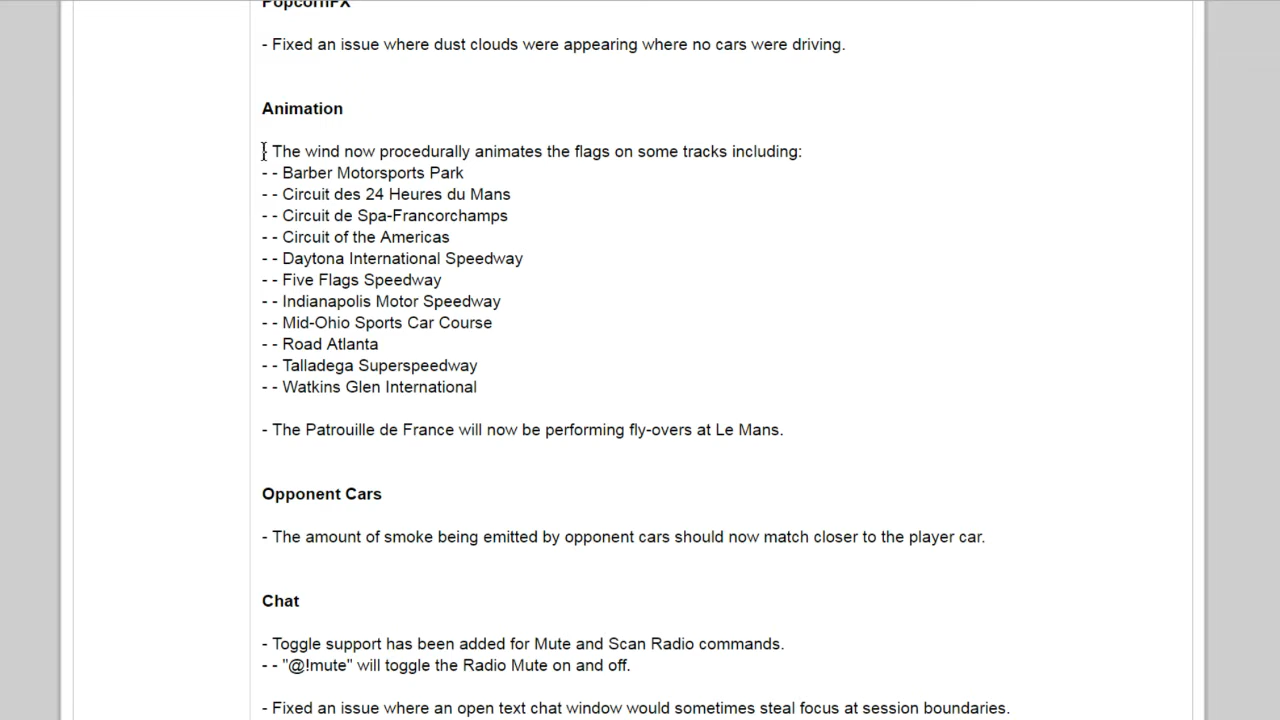 PopcornFX
- Fixed an issue where dust clouds were appearing where no cars were driving.
Animation
- The wind now procedurally animates the flags on some tracks including:
- - Barber Motorsports Park
- - Circuit des 24 Heures du Mans
- - Circuit de Spa-Francorchamps
- - Circuit of the Americas
- - Daytona International Speedway
- - Five Flags Speedway
- - Indianapolis Motor Speedway
- - Mid-Ohio Sports Car Course
- - Road Atlanta
- - Talladega Superspeedway
- - Watkins Glen International
- The Patrouille de France will now be performing fly-overs at Le Mans.
Opponent Cars
- The amount of smoke being emitted by opponent cars should now match closer to the player car.
Chat
- Toggle support has been added for Mute and Scan Radio commands.
- - "@!mute" will toggle the Radio Mute on and off.
- Fixed an issue where an open text chat window would sometimes steal focus at session boundaries.